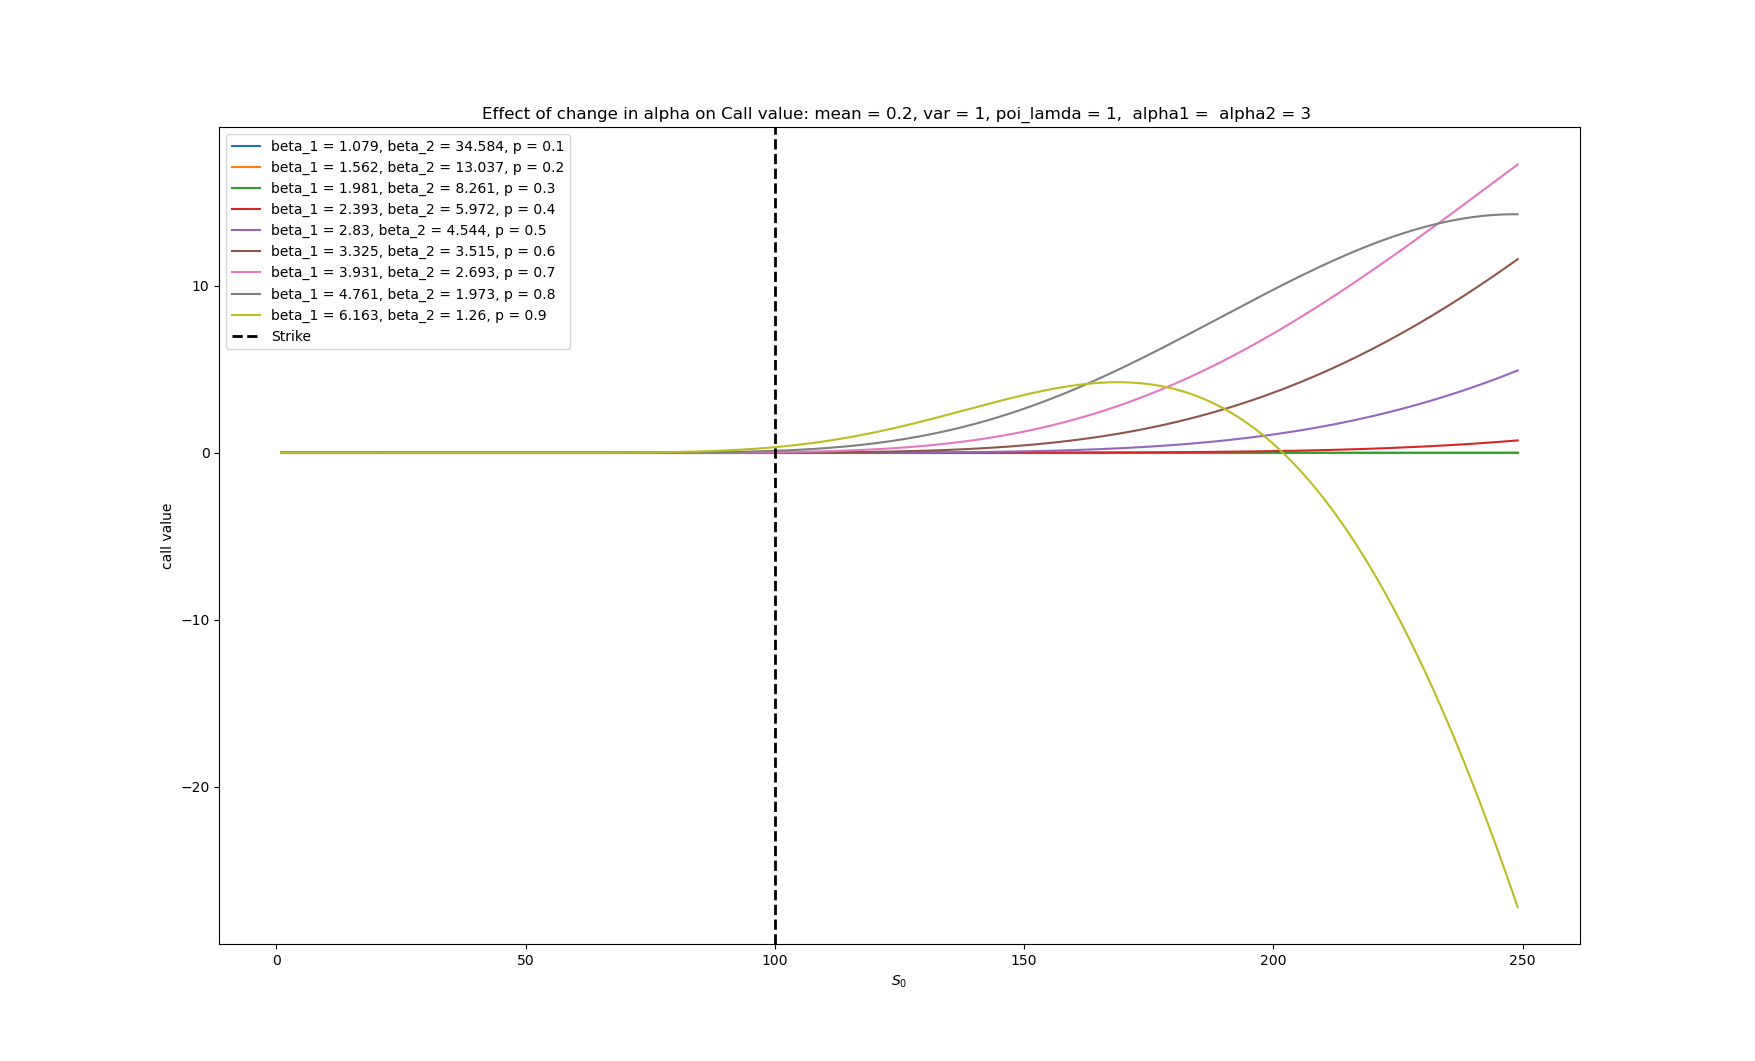 Effect of change in alpha on Call value: mean = 0.2, var = 1, poi_lamda = 1,  alpha1 =  alpha2 = 3
beta_1 = 1.079, beta_2 = 34.584, p = 0.1
beta_1 = 1.562, beta_2 = 13.037, p = 0.2
beta_1 = 1.981, beta_2 = 8.261, p = 0.3
beta_1 = 2.393, beta_2 = 5.972, p = 0.4
beta_1 = 2.83, beta_2 = 4.544, p = 0.5
beta_1 = 3.325, beta_2 = 3.515, p = 0.6
beta_1 = 3.931, beta_2 = 2.693, p = 0.7
beta_1 = 4.761, beta_2 = 1.973, p = 0.8
beta_1 = 6.163, beta_2 = 1.26, p = 0.9
Strike
10
0
−10
−20
call value
0 50 100 150 200 250
S_0